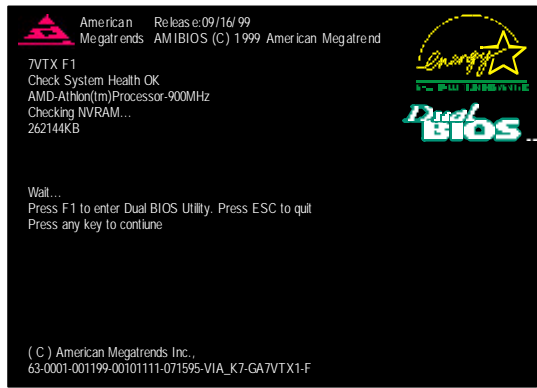 American Release:09/16/99
Megatrends AMIBIOS (C) 1999 American Megatrend
energy
7VTX F1
Check System Health OK
AMD-Athlon(tm)Processor-900MHz
Checking NVRAM...
262144KB
Dual
BIOS
Wait...
Press F1 to enter Dual BIOS Utility. Press ESC to quit
Press any key to contiune
( C ) American Megatrends Inc.,
63-0001-001199-00101111-071595-VIA_K7-GA7VTX1-F